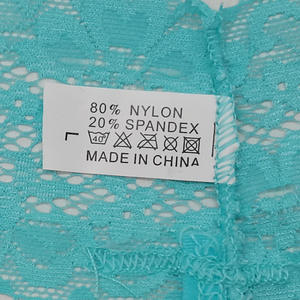 80% NYLON
20% SPANDEX
40
MADE IN CHINA
L